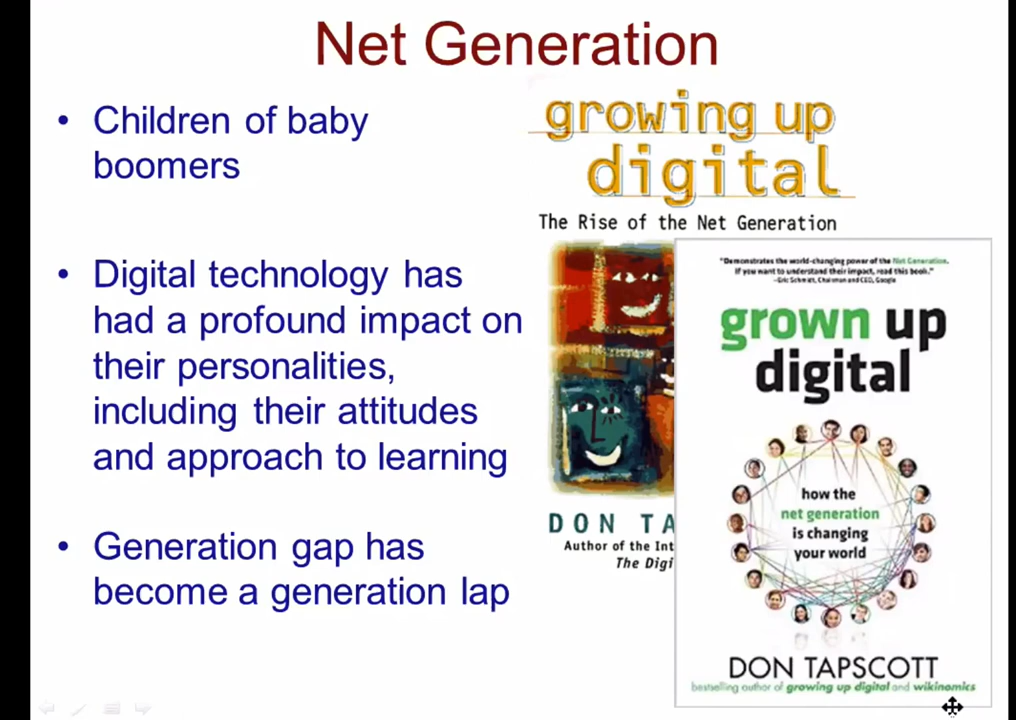 Net Generation
• Children of baby
boomers
• Digital technology has
had a profound impact on
their personalities,
including their attitudes
and approach to learning
• Generation gap has
become a generation lap
growing up
digital
The Rise of the Net Generation
DON TA
Author of the Int
The Digi
"Demonstrates the world-changing power of the Net Generation.
If you want to understand their impact, read this book."
-Eric Schmidt, Chairman and CEO, Google
grown up
digital
how the
net generation
is changing
your world
DON TAPSCOTT
bestselling author of growing up digital and wikinomics